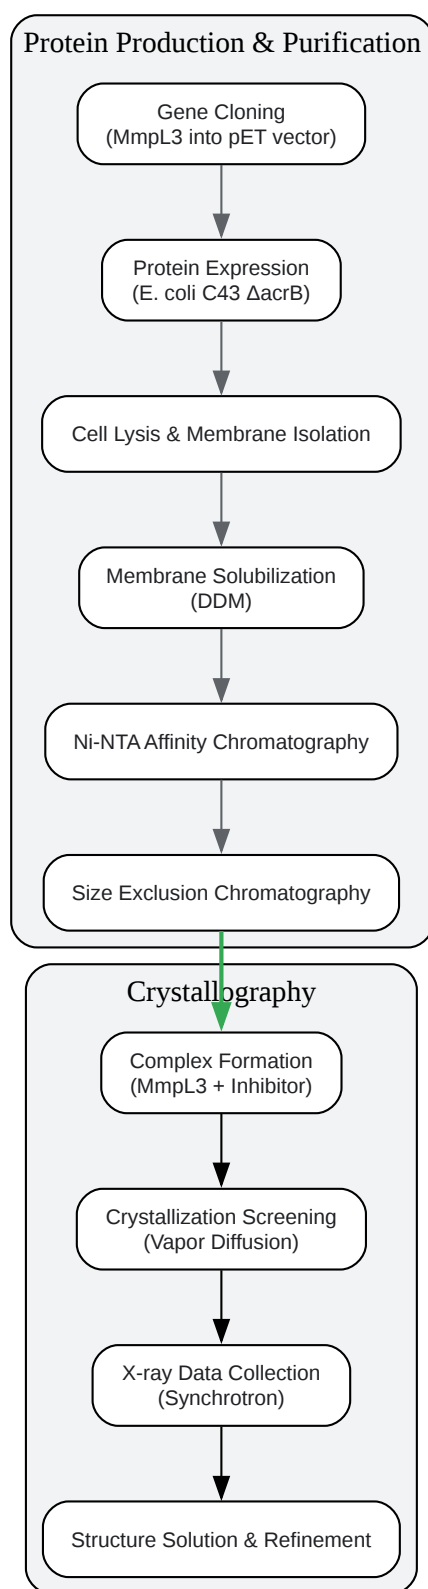 Protein Production & Purification
Gene Cloning
(MmpL3 into pET vector)
Protein Expression
(E. coli C43 ΔacrB)
Cell Lysis & Membrane Isolation
Membrane Solubilization
(DDM)
Ni-NTA Affinity Chromatography
Size Exclusion Chromatography
Crystallography
Complex Formation
(MmpL3 + Inhibitor)
Crystallization Screening
(Vapor Diffusion)
X-ray Data Collection
(Synchrotron)
Structure Solution & Refinement